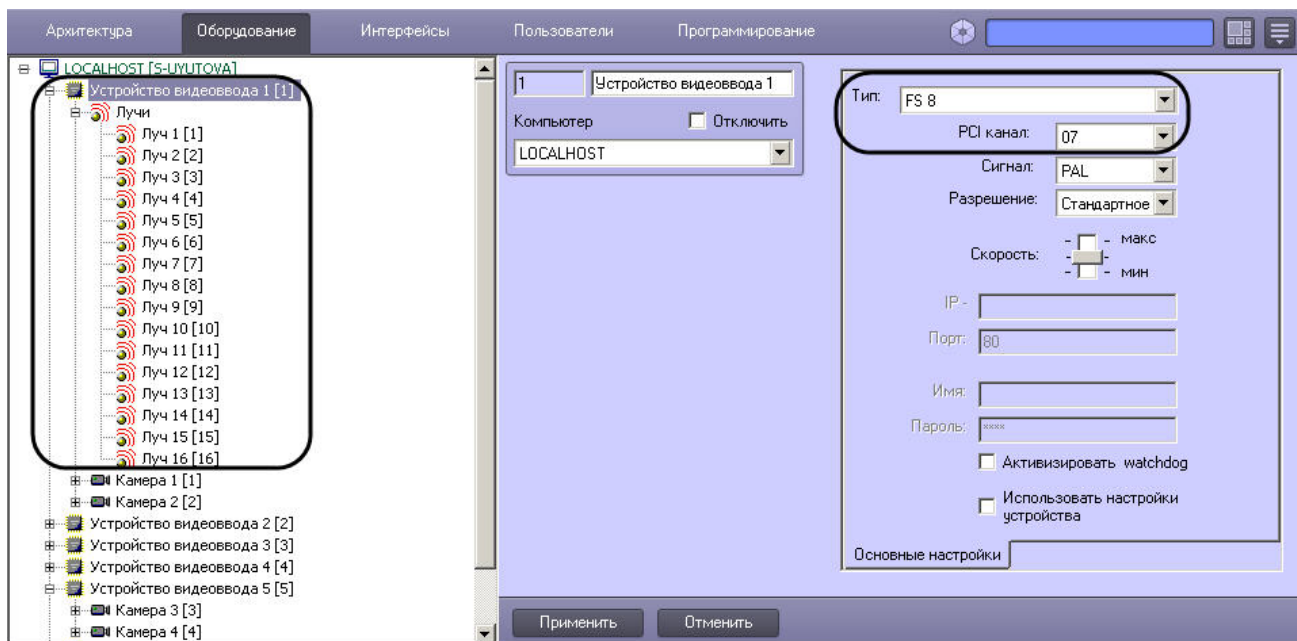 Архитектура Оборудование Интерфейсы Пользователи Программирование
LOCALHOST [S-UYUTOVA]
Устройство видеоввода 1 [1]
Лучи
Луч 1 [1]
Луч 2 [2]
Луч 3 [3]
Луч 4 [4]
Луч 5 [5]
Луч 6 [6]
Луч 7 [7]
Луч 8 [8]
Луч 9 [9]
Луч 10 [10]
Луч 11 [11]
Луч 12 [12]
Луч 13 [13]
Луч 14 [14]
Луч 15 [15]
Луч 16 [16]
Камера 1 [1]
Камера 2 [2]
Устройство видеоввода 2 [2]
Устройство видеоввода 3 [3]
Устройство видеоввода 4 [4]
Устройство видеоввода 5 [5]
Камера 3 [3]
Камера 4 [4]
1 Устройство видеоввода 1
Компьютер Отключить
LOCALHOST
Тип: FS 8
PCI канал: 07
Сигнал: PAL
Разрешение: Стандартное
Скорость:
- - макс
- -
- - мин
IP -
Порт: 80
Имя:
Пароль: ××××
Активизировать watchdog
Использовать настройки
устройства
Основные настройки
Применить Отменить